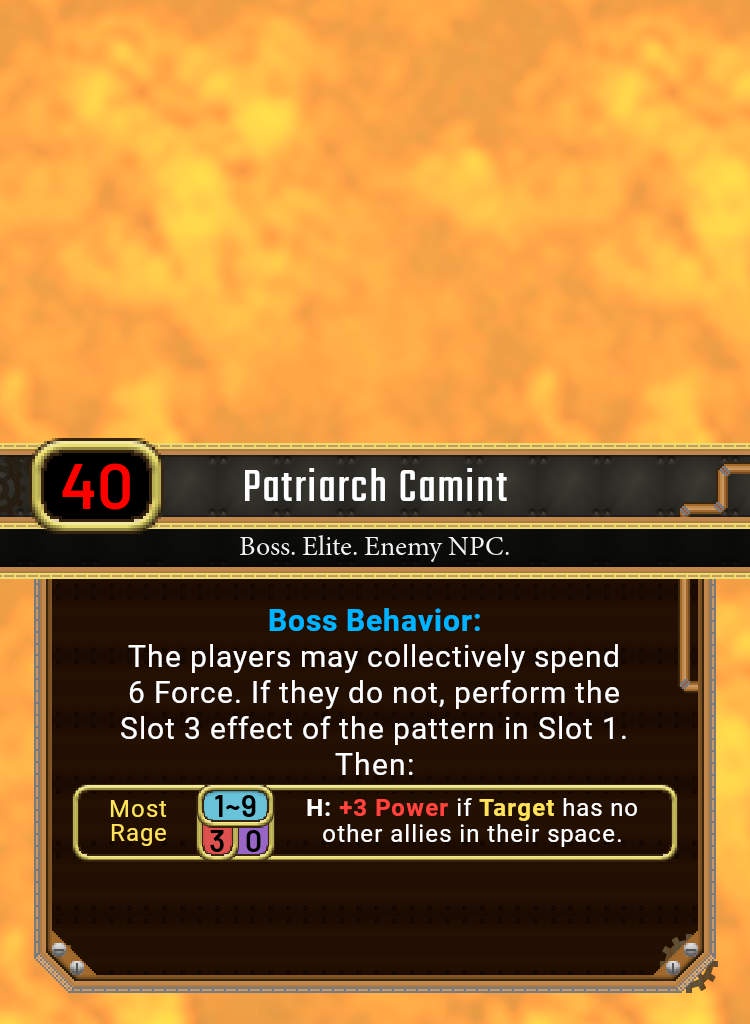 40
Patriarch Camint
Boss. Elite. Enemy NPC.
Boss Behavior:
The players may collectively spend
6 Force. If they do not, perform the
Slot 3 effect of the pattern in Slot 1.
Then:
Most
Rage
1~9
3 0
H: +3 Power if Target has no
other allies in their space.